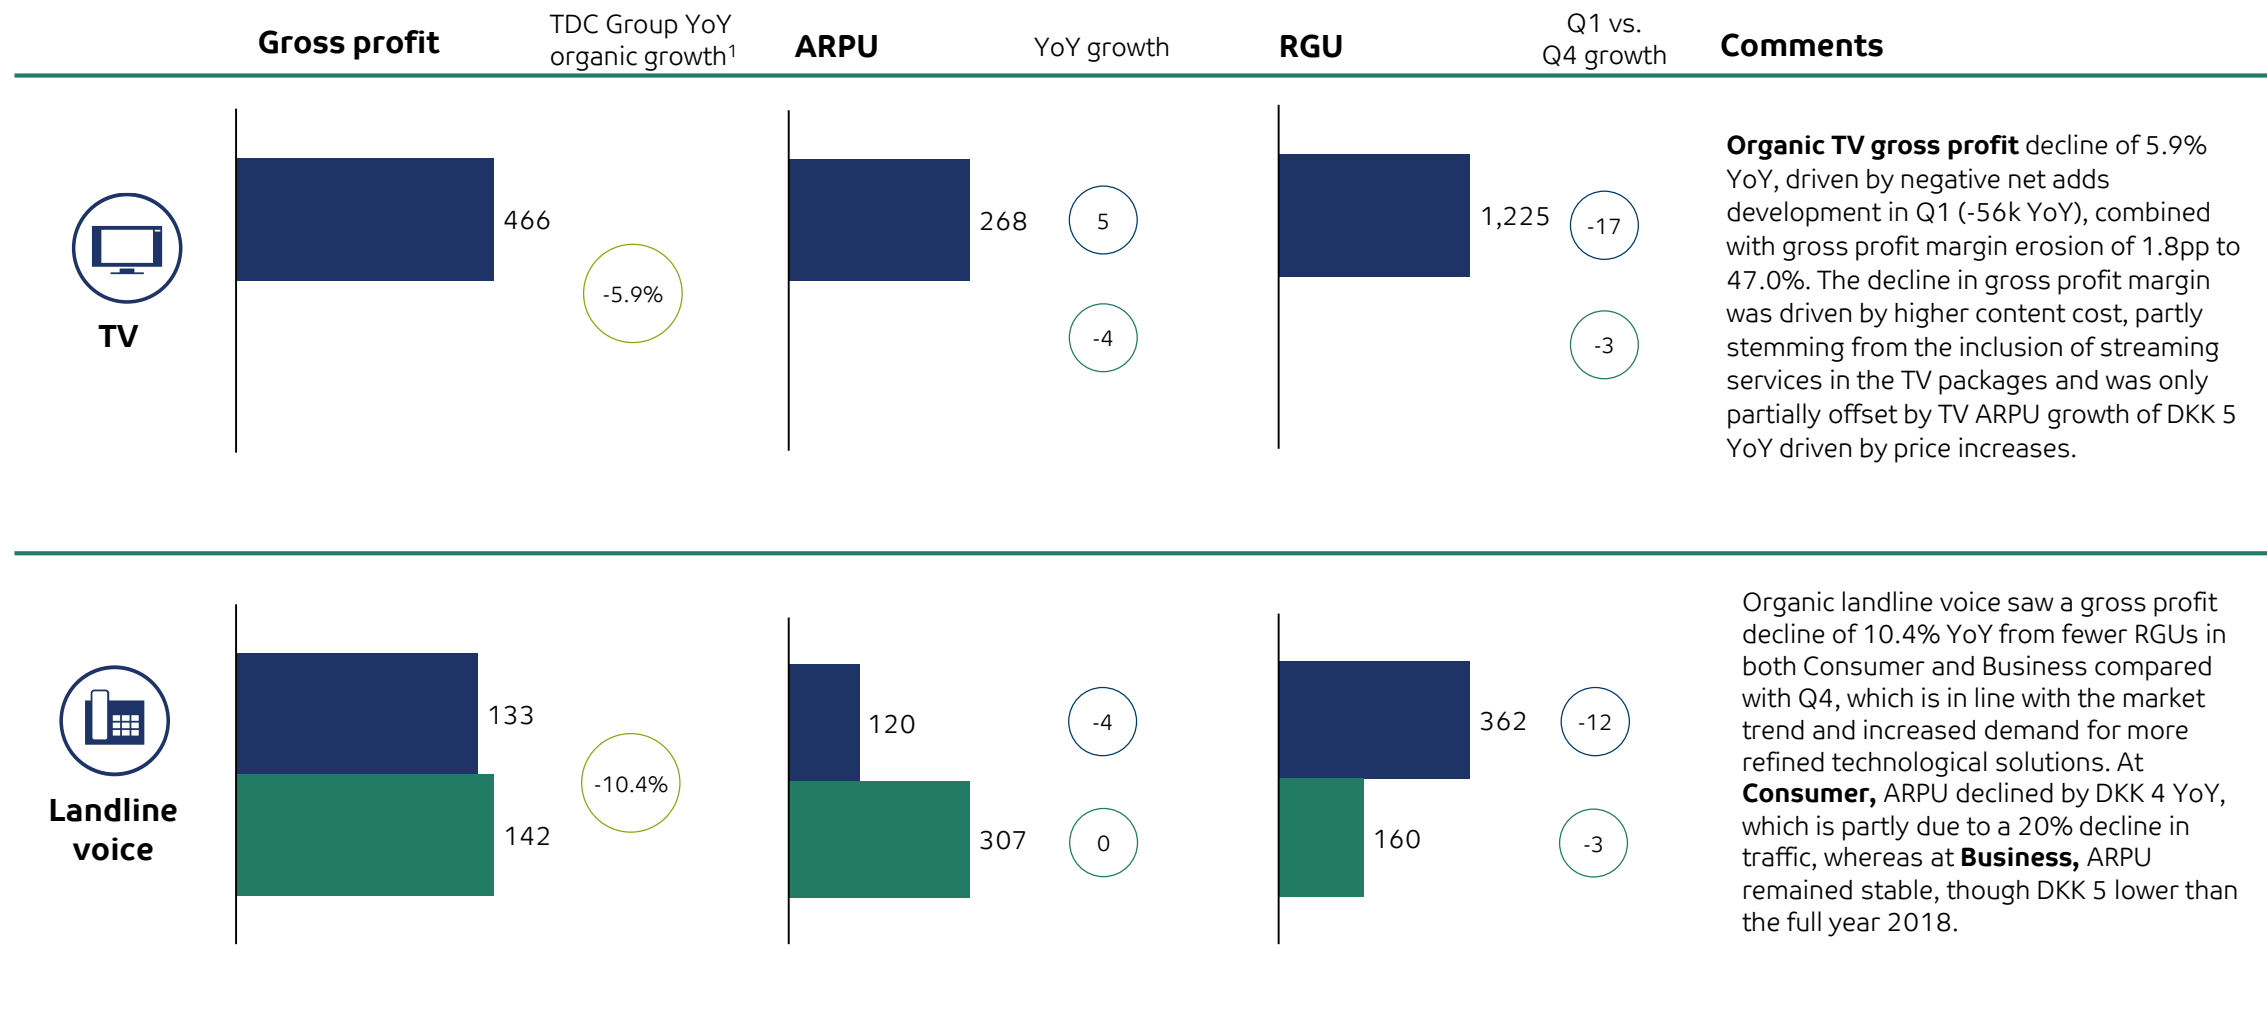 Gross profit
TDC Group YoY
organic growth1
ARPU
YoY growth
RGU
Q1 vs.
Q4 growth
Comments
TV
466
-5.9%
268
5
-4
1,225
-17
-3
Organic TV gross profit decline of 5.9%
YoY, driven by negative net adds
development in Q1 (-56k YoY), combined
with gross profit margin erosion of 1.8pp to
47.0%. The decline in gross profit margin
was driven by higher content cost, partly
stemming from the inclusion of streaming
services in the TV packages and was only
partially offset by TV ARPU growth of DKK 5
YoY driven by price increases.
Landline
voice
133
142
-10.4%
120
307
-4
0
362
160
-12
-3
Organic landline voice saw a gross profit
decline of 10.4% YoY from fewer RGUs in
both Consumer and Business compared
with Q4, which is in line with the market
trend and increased demand for more
refined technological solutions. At
Consumer, ARPU declined by DKK 4 YoY,
which is partly due to a 20% decline in
traffic, whereas at Business, ARPU
remained stable, though DKK 5 lower than
the full year 2018.